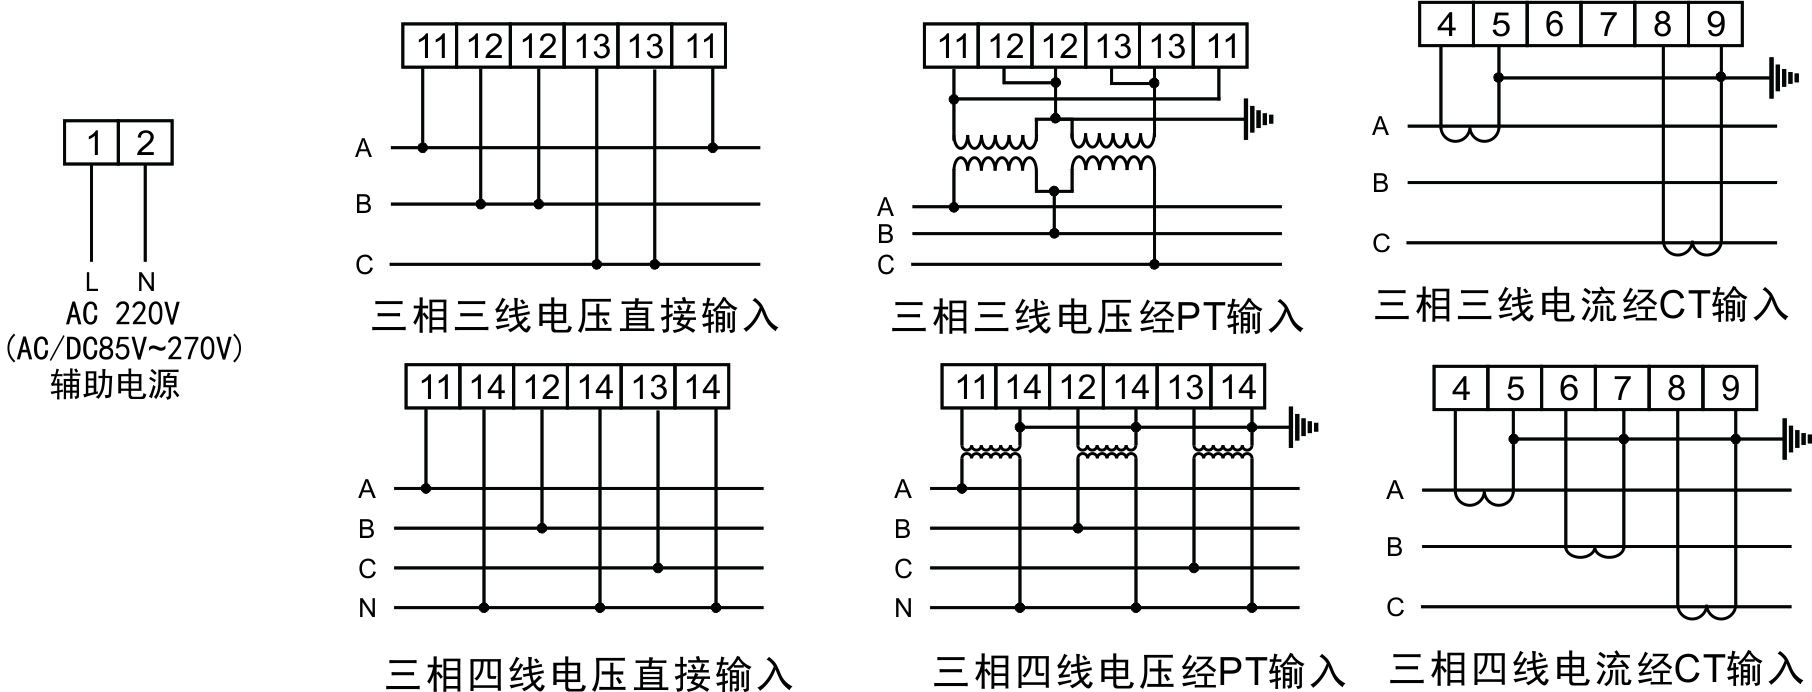 1 2
L N
AC 220V
(AC/DC85V~270V)
辅助电源
11 12 12 13 13 11
A
B
C
三相三线电压直接输入
11 12 12 13 13 11
A
B
C
三相三线电压经PT输入
4 5 6 7 8 9
A
B
C
三相三线电流经CT输入
11 14 12 14 13 14
A
B
C
N
三相四线电压直接输入
11 14 12 14 13 14
A
B
C
N
三相四线电压经PT输入
4 5 6 7 8 9
A
B
C
三相四线电流经CT输入